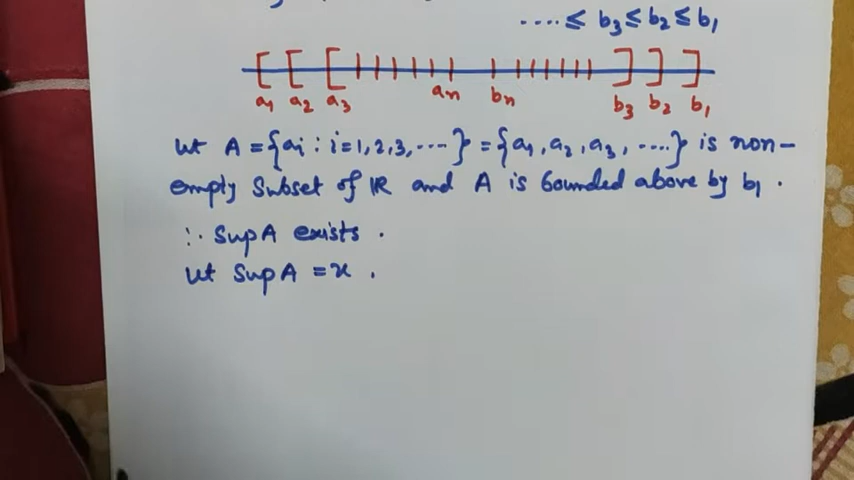 .... ≤ b₃ ≤ b₂ ≤ b₁
a₁ a₂ a₃ aₙ bₙ b₃ b₂ b₁
Let A = {aᵢ : i=1,2,3, ....} = {a₁, a₂, a₃, ....} is non-
empty Subset of ℝ and A is bounded above by b₁ .
∴ Sup A exists .
Let Sup A = x .